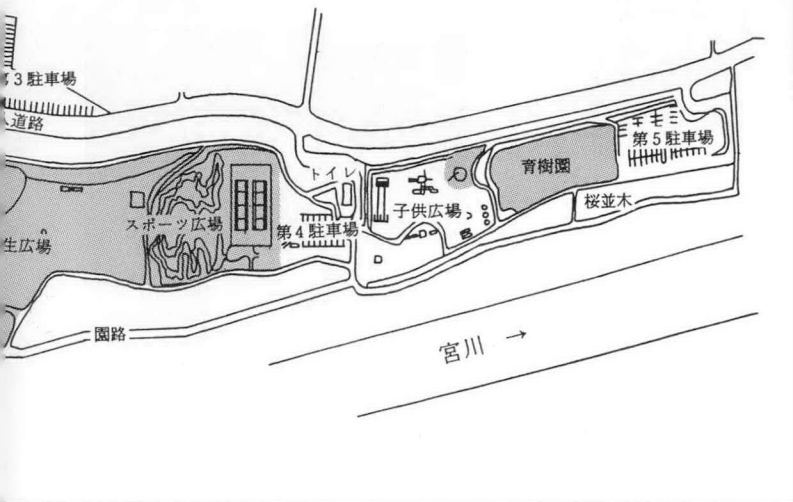 第3駐車場
道路
トイレ
育樹園
第5駐車場
スポーツ広場
第4駐車場
子供広場
桜並木
生広場
園路
宮川 →